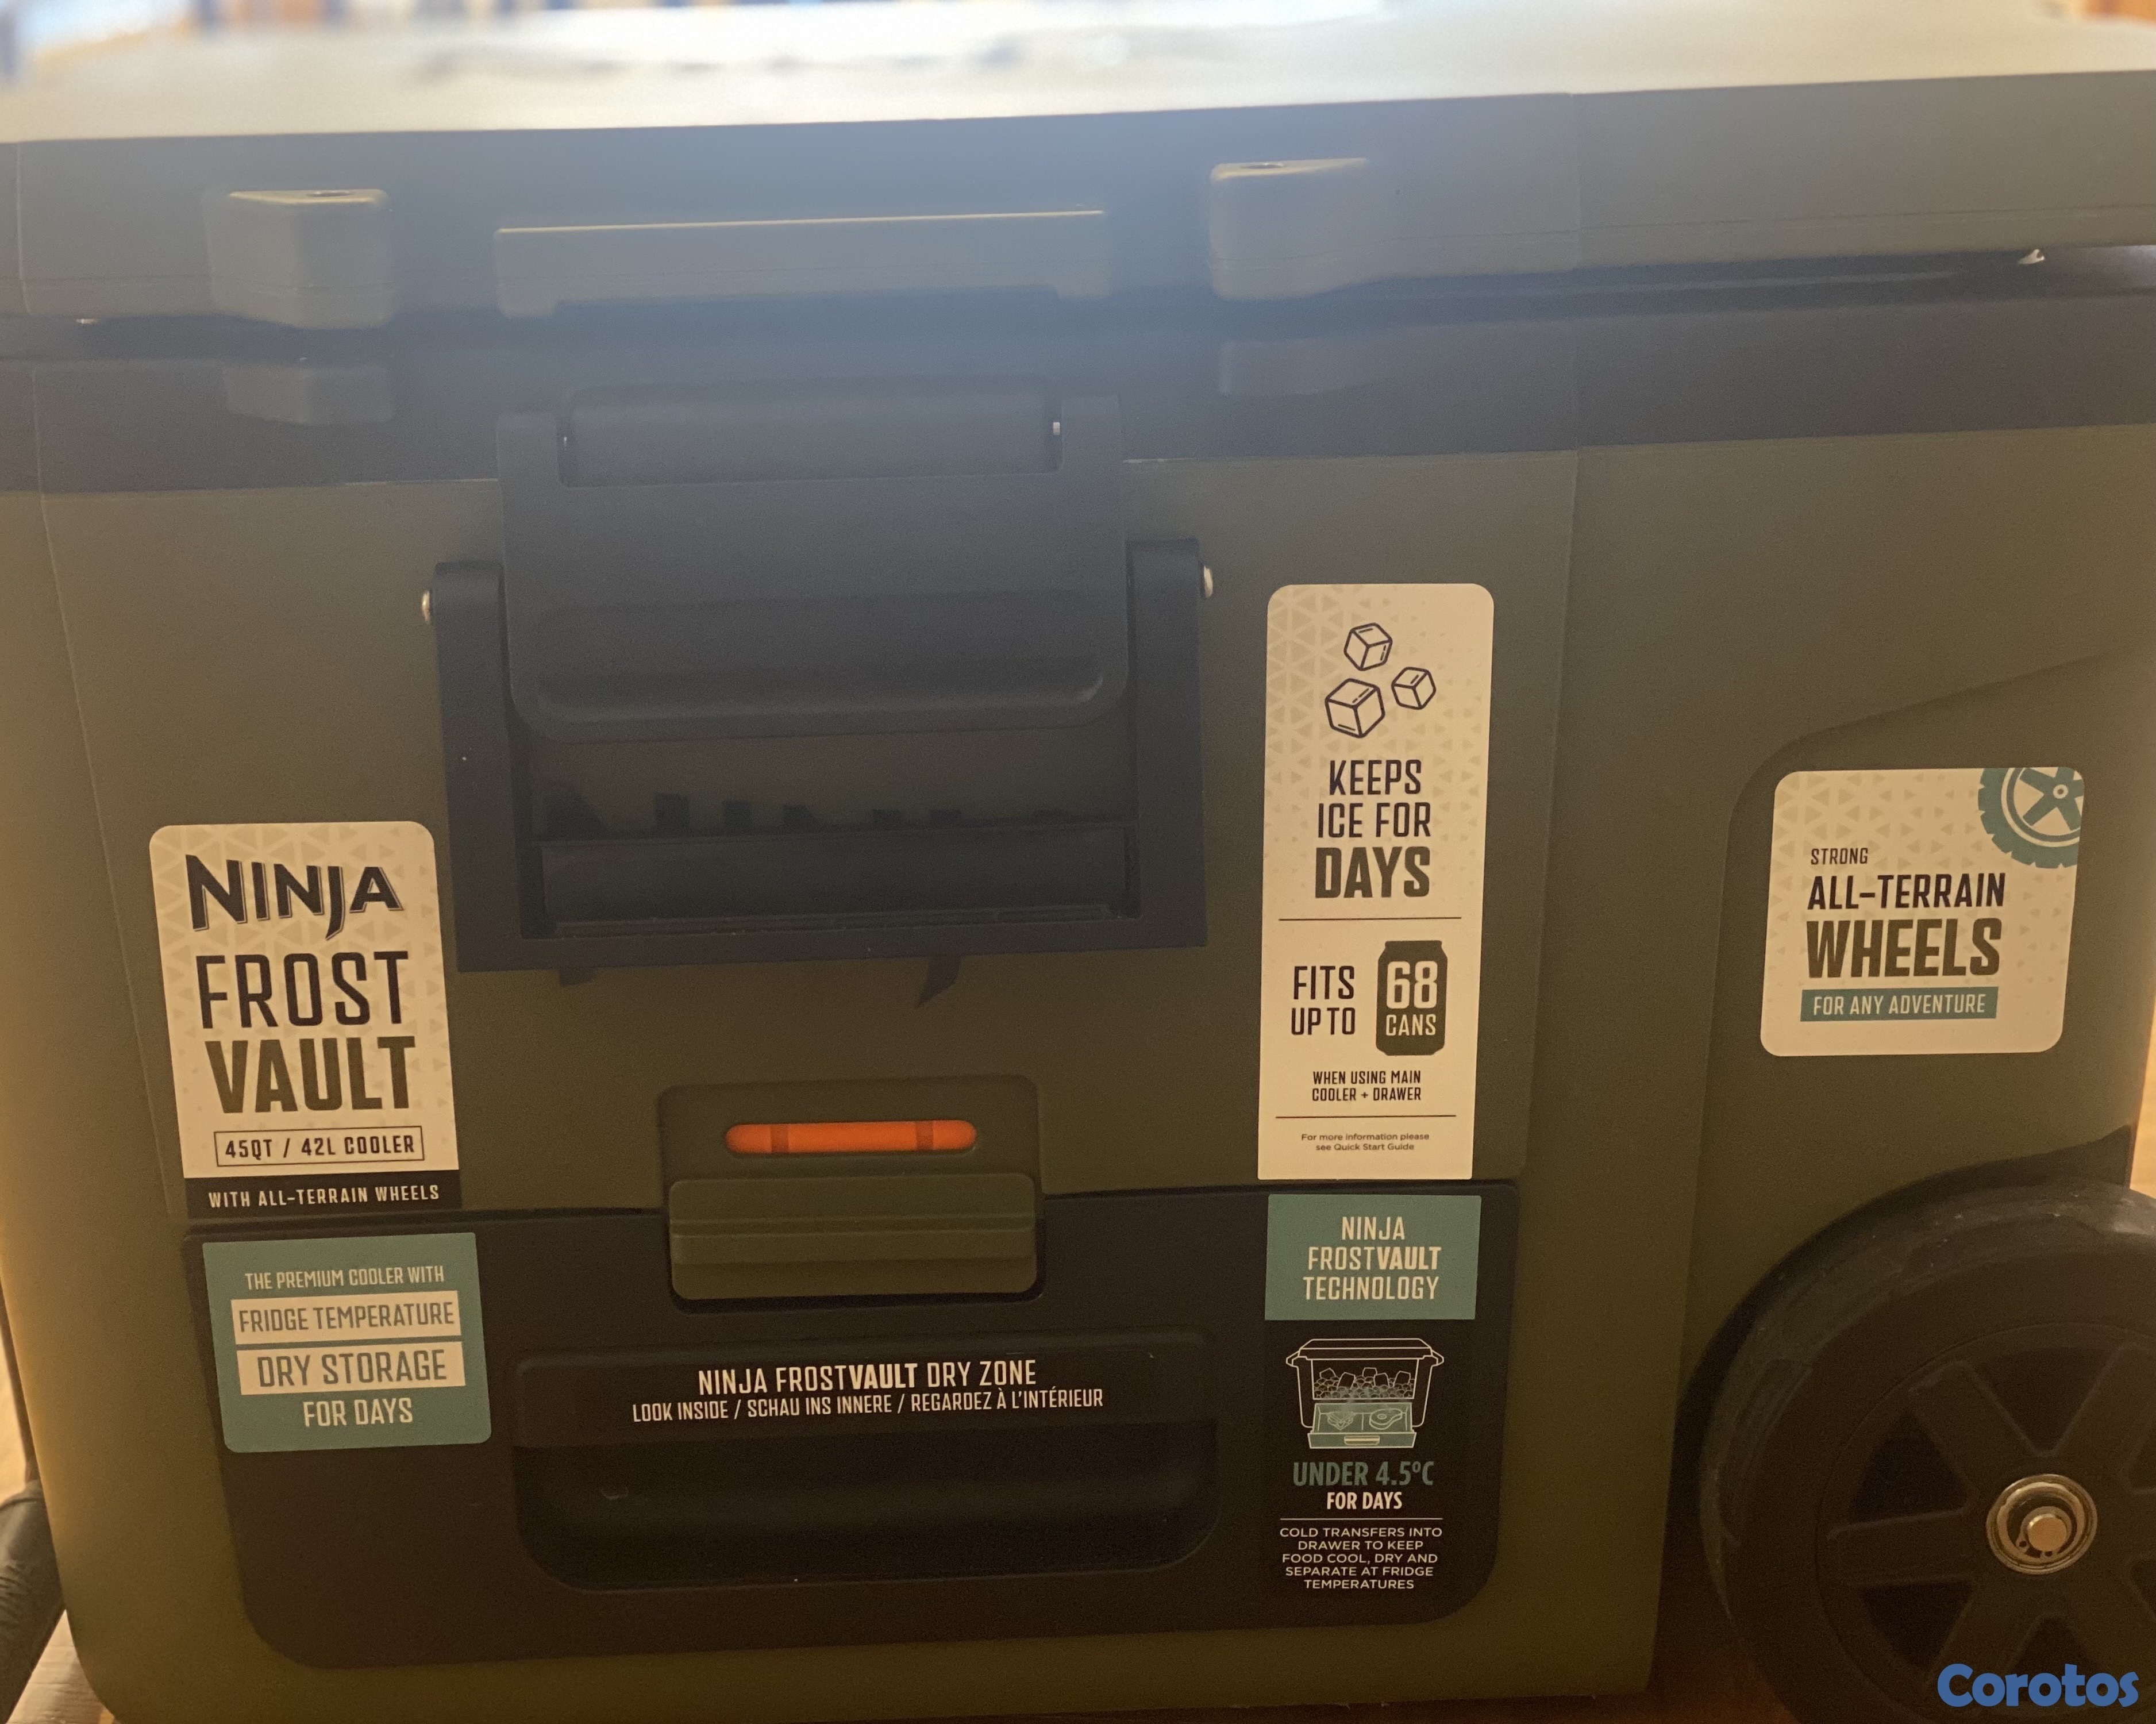 NINJA
FROST
VAULT
45QT / 42L COOLER
WITH ALL-TERRAIN WHEELS
THE PREMIUM COOLER WITH
FRIDGE TEMPERATURE
DRY STORAGE
FOR DAYS
NINJA FROSTVAULT DRY ZONE
LOOK INSIDE / SCHAU INS INNERE / REGARDEZ À L'INTÉRIEUR
KEEPS
ICE FOR
DAYS
FITS
UP TO
68
CANS
WHEN USING MAIN
COOLER + DRAWER
For more information please
see Quick Start Guide
NINJA
FROSTVAULT
TECHNOLOGY
UNDER 4.5ºC
FOR DAYS
COLD TRANSFERS INTO
DRAWER TO KEEP
FOOD COOL, DRY AND
SEPARATE AT FRIDGE
TEMPERATURES
STRONG
ALL-TERRAIN
WHEELS
FOR ANY ADVENTURE
Corotos